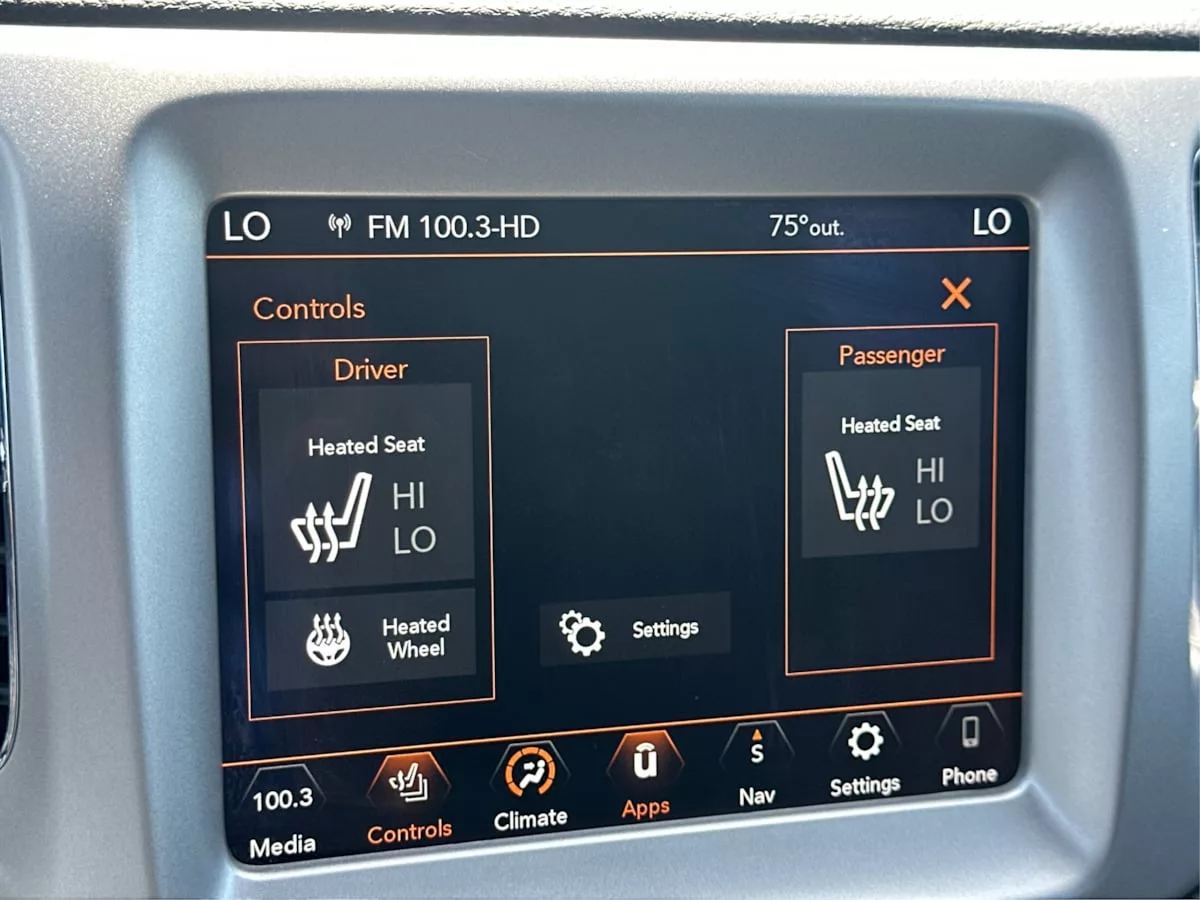 LO FM 100.3-HD 75° out. LO
Controls
Driver
Heated Seat
HI
LO
Heated
Wheel
Settings
Passenger
Heated Seat
HI
LO
100.3
Media
Controls
Climate
Apps
S
Nav
Settings
Phone